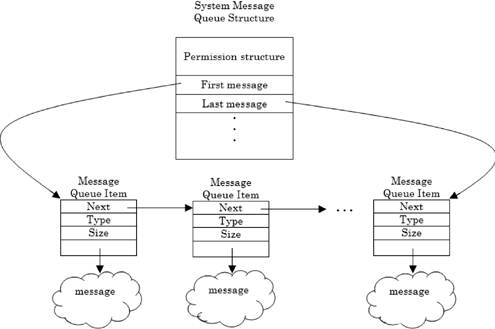 System Message
Queue Structure
Permission structure
First message
Last message
Message
Queue Item
Next
Type
Size
message
Message
Queue Item
Next
Type
Size
message
...
Message
Queue Item
Next
Type
Size
message